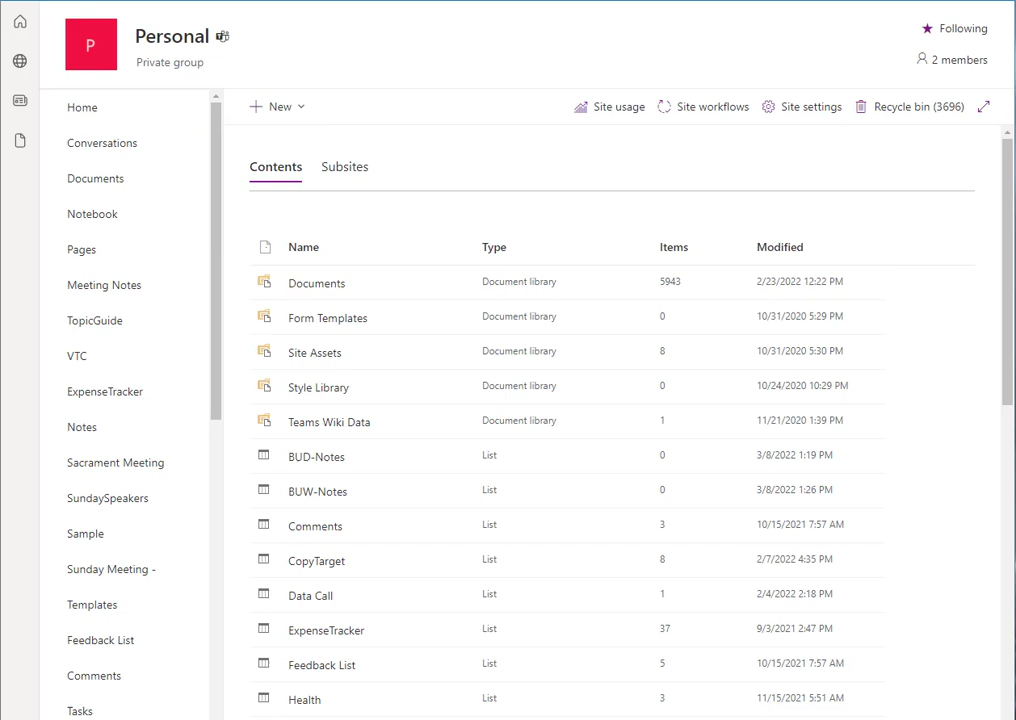 P
Personal
Private group
Following
2 members
Home
Conversations
Documents
Notebook
Pages
Meeting Notes
TopicGuide
VTC
ExpenseTracker
Notes
Sacrament Meeting
SundaySpeakers
Sample
Sunday Meeting -
Templates
Feedback List
Comments
Tasks
New Site usage Site workflows Site settings Recycle bin (3696)
Contents Subsites
Name Type Items Modified
Documents Document library 5943 2/23/2022 12:22 PM
Form Templates Document library 0 10/31/2020 5:29 PM
Site Assets Document library 8 10/31/2020 5:30 PM
Style Library Document library 0 10/24/2020 10:29 PM
Teams Wiki Data Document library 1 11/21/2020 1:39 PM
BUD-Notes List 0 3/8/2022 1:19 PM
BUW-Notes List 0 3/8/2022 1:26 PM
Comments List 3 10/15/2021 7:57 AM
CopyTarget List 8 2/7/2022 4:35 PM
Data Call List 1 2/4/2022 2:18 PM
ExpenseTracker List 37 9/3/2021 2:47 PM
Feedback List List 5 10/15/2021 7:57 AM
Health List 3 11/15/2021 5:51 AM